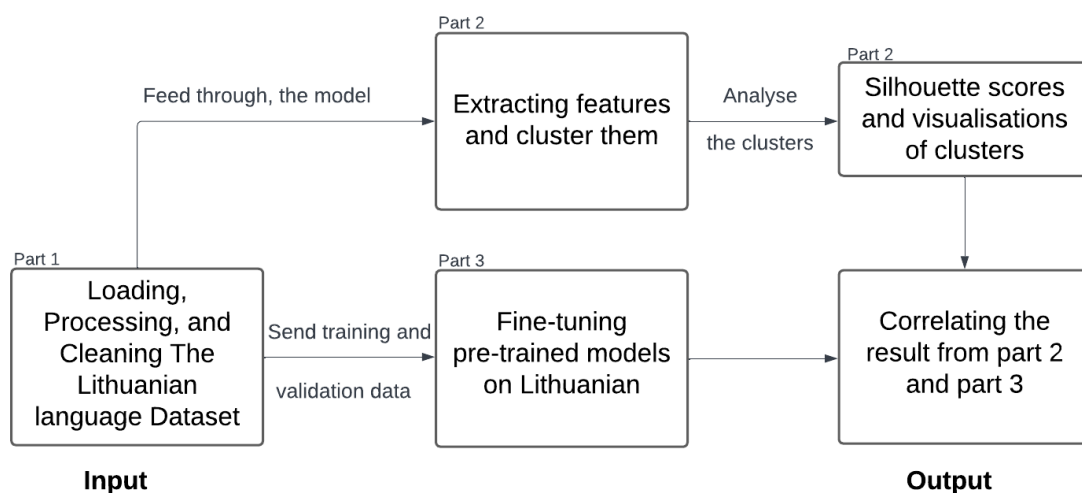 Part 2
Extracting features
and cluster them
Part 2
Silhouette scores
and visualisations
of clusters
Feed through, the model
Analyse
the clusters
Part 1
Loading,
Processing, and
Cleaning The
Lithuanian
language Dataset
Send training and
validation data
Part 3
Fine-tuning
pre-trained models
on Lithuanian
Correlating the
result from part 2
and part 3
Input
Output